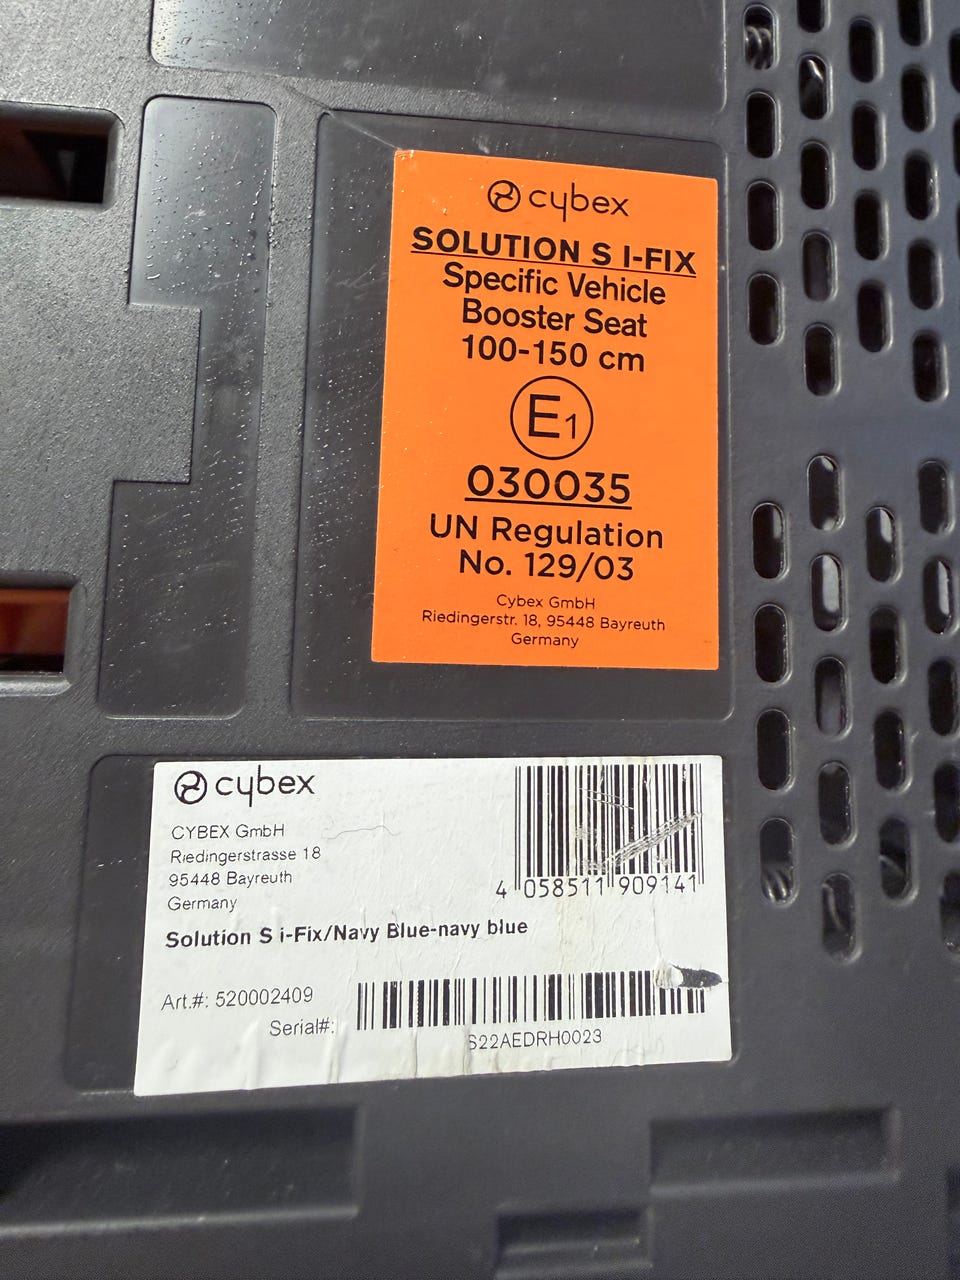 cybex
SOLUTION S I-FIX
Specific Vehicle
Booster Seat
100-150 cm
E1
030035
UN Regulation
No. 129/03
Cybex GmbH
Riedingerstr. 18, 95448 Bayreuth
Germany
cybex
CYBEX GmbH
Riedingerstrasse 18
95448 Bayreuth
Germany
4 058511 909141
Solution S i-Fix/Navy Blue-navy blue
Art.#: 520002409
Serial#:
S22AEDRH0023